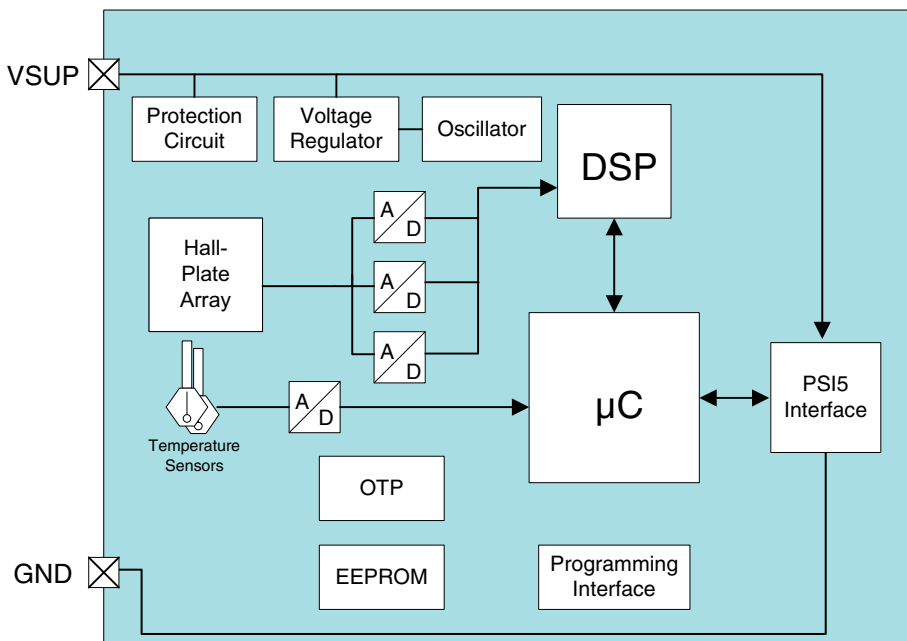 VSUP
Protection
Circuit
Voltage
Regulator
Oscillator
DSP
A
D
Hall-
Plate
Array
A
D
A
D
µC
PSI5
Interface
A
D
Temperature
Sensors
OTP
GND
EEPROM
Programming
Interface